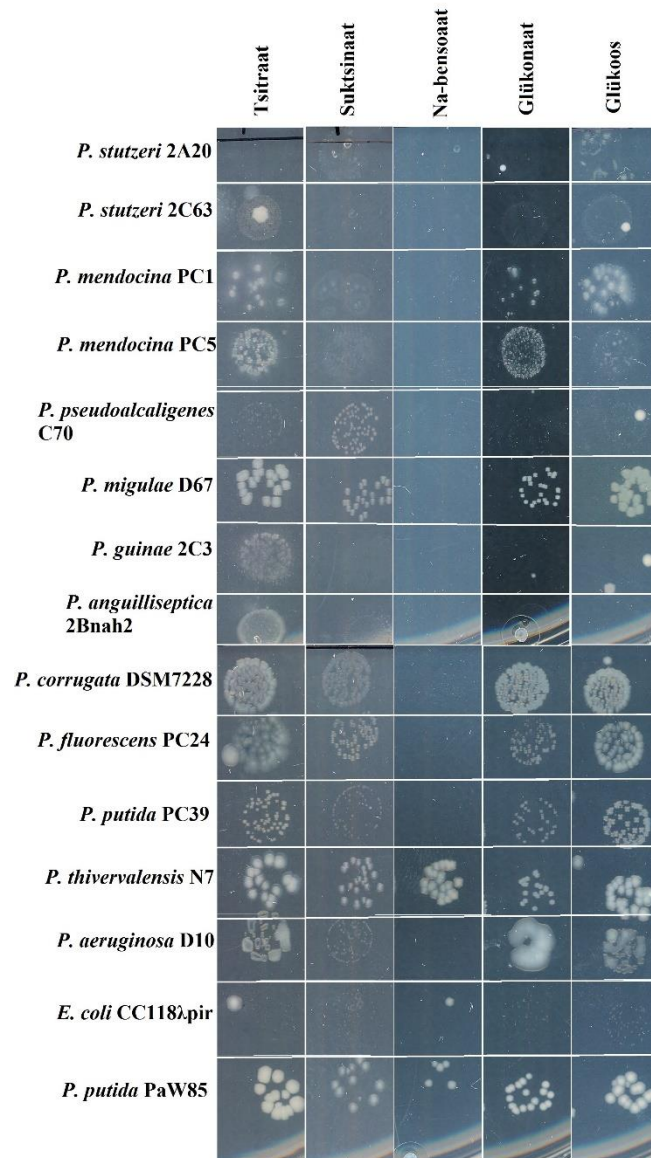 Tsitraat
Suktsinaat
Na-bensoaat
Glükonaat
Glükoos
P. stutzeri 2A20
P. stutzeri 2C63
P. mendocina PC1
P. mendocina PC5
P. pseudoalcaligenes
C70
P. migulae D67
P. guinae 2C3
P. anguilliseptica
2Bnah2
P. corrugata DSM7228
P. fluorescens PC24
P. putida PC39
P. thivervalensis N7
P. aeruginosa D10
E. coli CC118λpir
P. putida PaW85